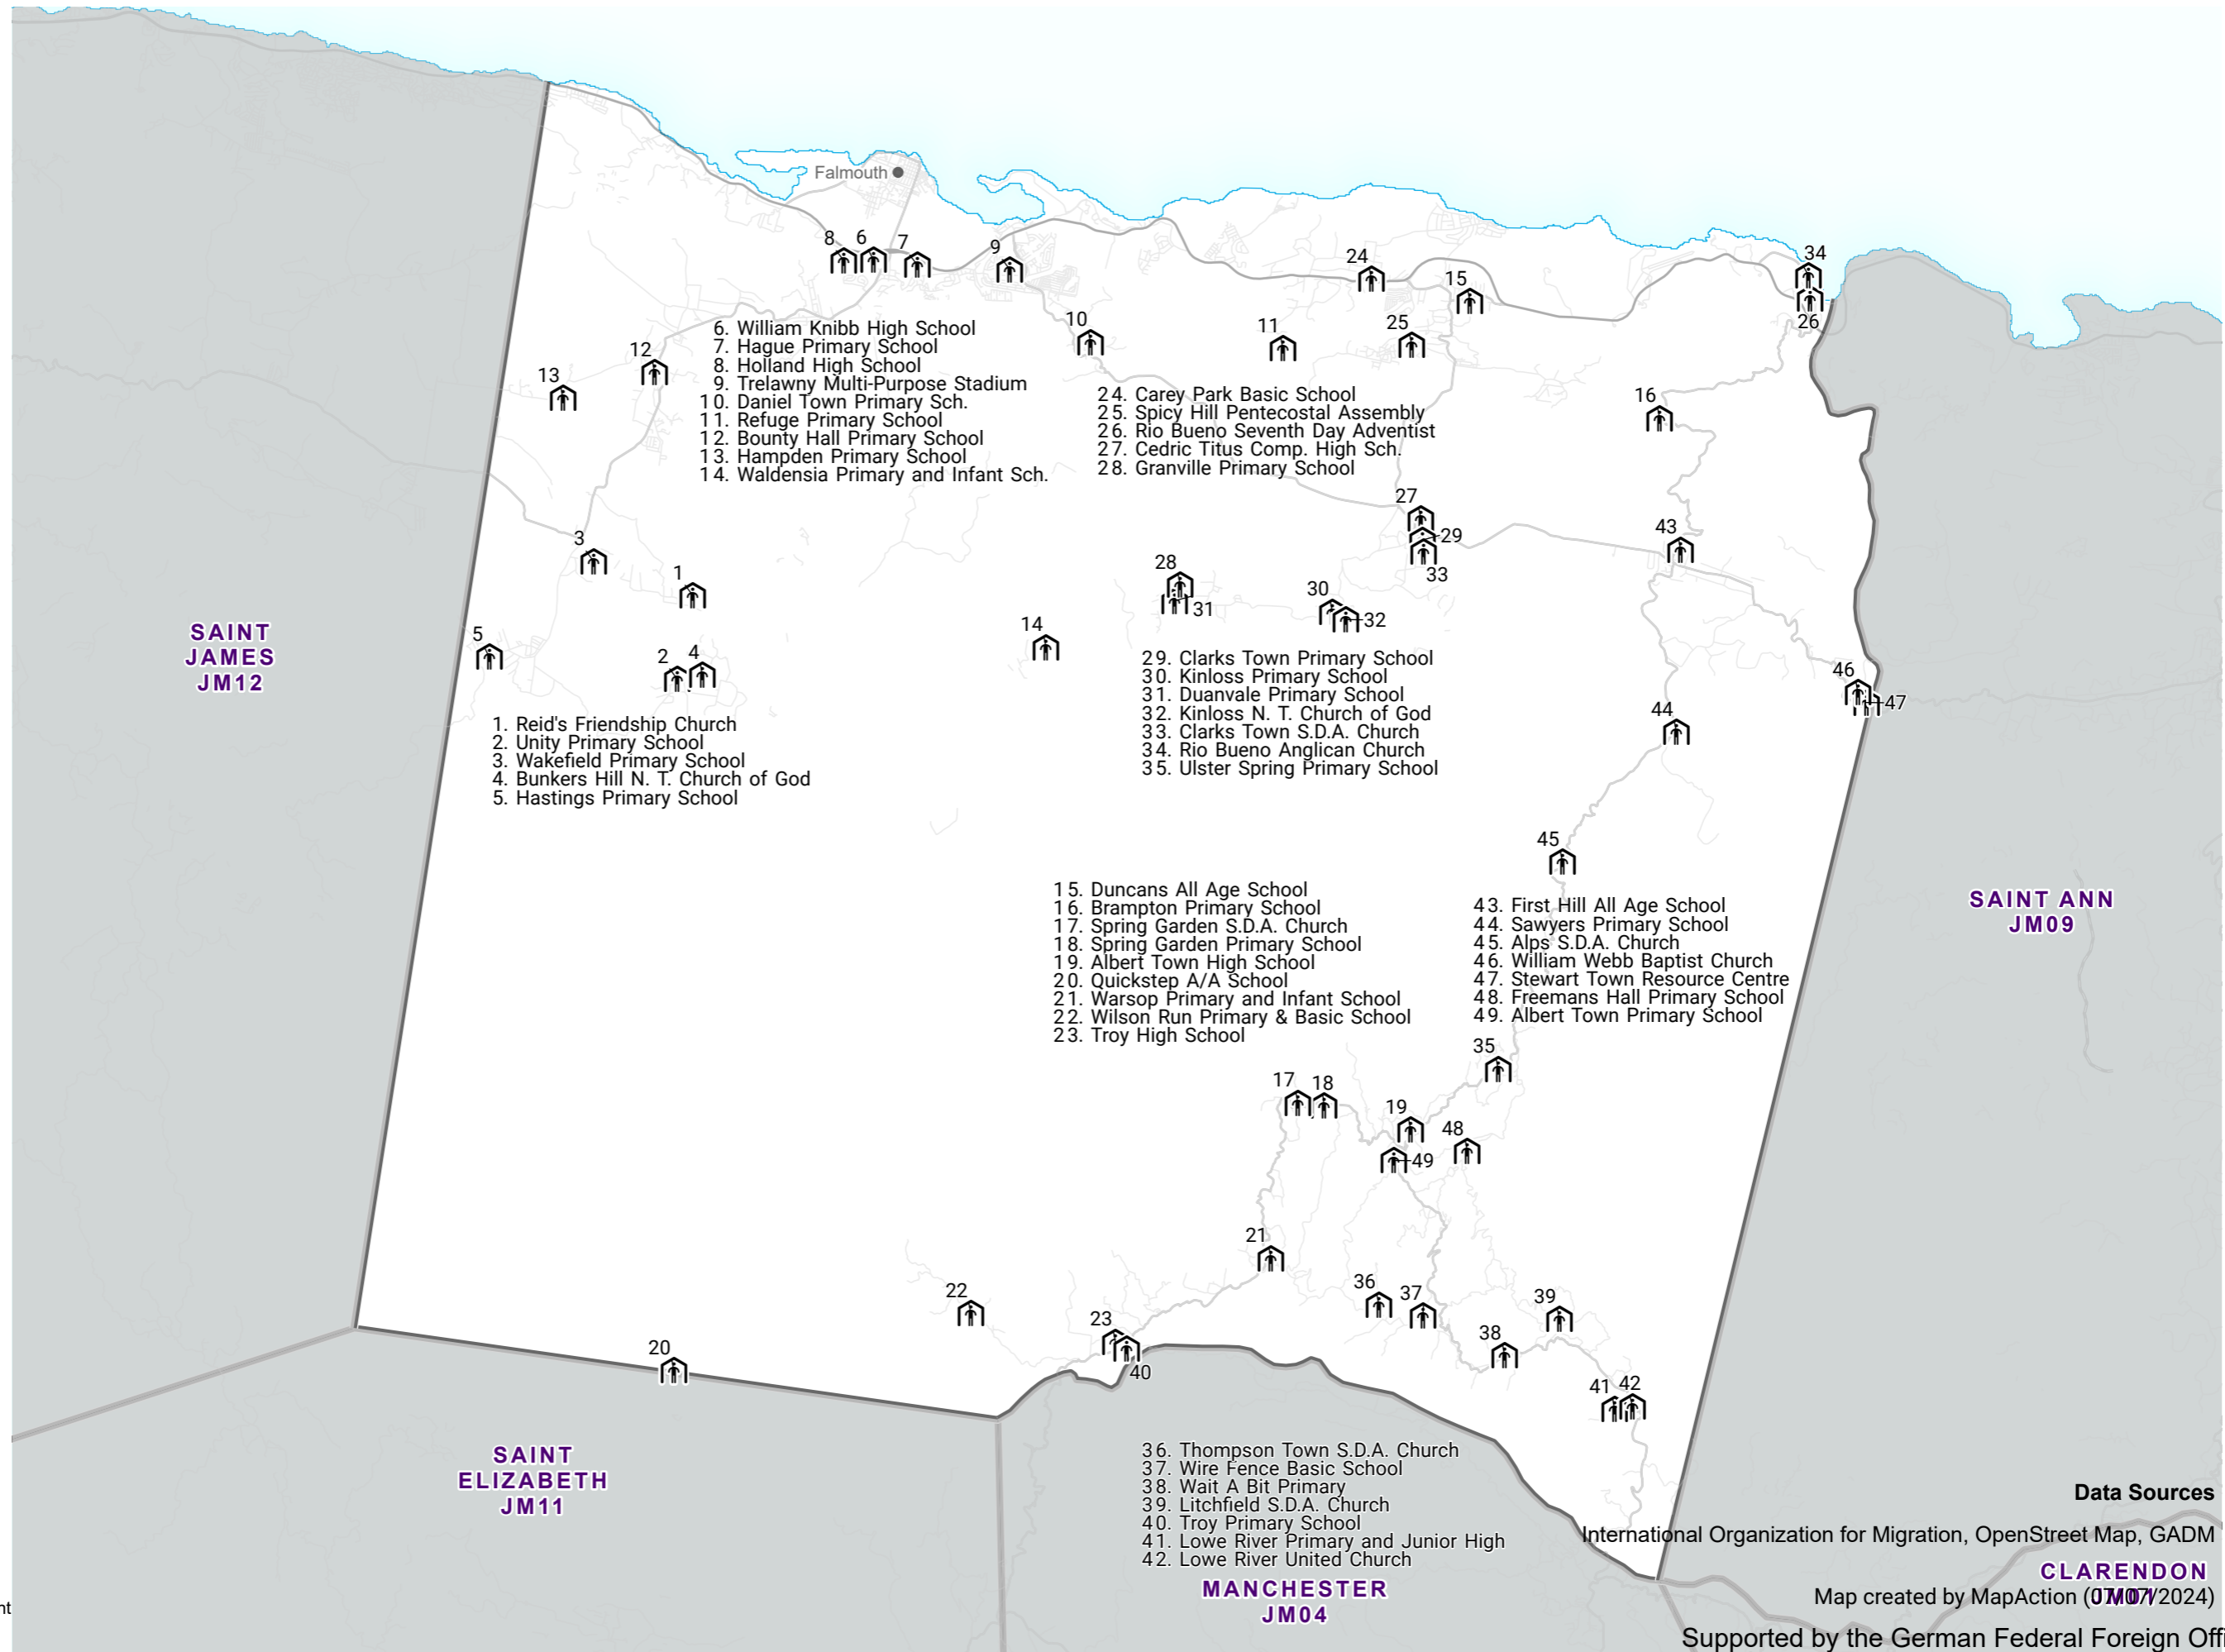 Falmouth
8
6
7
9
24
15
34
26
10
11
25
12
13
16
6. William Knibb High School
7. Hague Primary School
8. Holland High School
9. Trelawny Multi-Purpose Stadium
10. Daniel Town Primary Sch.
11. Refuge Primary School
12. Bounty Hall Primary School
13. Hampden Primary School
14. Waldensia Primary and Infant Sch.
24. Carey Park Basic School
25. Spicy Hill Pentecostal Assembly
26. Rio Bueno Seventh Day Adventist
27. Cedric Titus Comp. High Sch.
28. Granville Primary School
27
29
33
43
3
1
28
31
30
32
14
5
2
4
46
47
44
SAINT
JAMES
JM12
29. Clarks Town Primary School
30. Kinloss Primary School
31. Duanvale Primary School
32. Kinloss N. T. Church of God
33. Clarks Town S.D.A. Church
34. Rio Bueno Anglican Church
35. Ulster Spring Primary School
1. Reid's Friendship Church
2. Unity Primary School
3. Wakefield Primary School
4. Bunkers Hill N. T. Church of God
5. Hastings Primary School
45
15. Duncans All Age School
16. Brampton Primary School
17. Spring Garden S.D.A. Church
18. Spring Garden Primary School
19. Albert Town High School
20. Quickstep A/A School
21. Warsop Primary and Infant School
22. Wilson Run Primary & Basic School
23. Troy High School
43. First Hill All Age School
44. Sawyers Primary School
45. Alps S.D.A. Church
46. William Webb Baptist Church
47. Stewart Town Resource Centre
48. Freemans Hall Primary School
49. Albert Town Primary School
SAINT ANN
JM09
35
17
18
19
48
49
21
22
36
37
39
23
38
20
40
41
42
SAINT
ELIZABETH
JM11
36. Thompson Town S.D.A. Church
37. Wire Fence Basic School
38. Wait A Bit Primary
39. Litchfield S.D.A. Church
40. Troy Primary School
41. Lowe River Primary and Junior High
42. Lowe River United Church
MANCHESTER
JM04
Data Sources
International Organization for Migration, OpenStreet Map, GADM
CLARENDON
JM01
Map created by MapAction (07/07/2024)
Supported by the German Federal Foreign Offi
nt